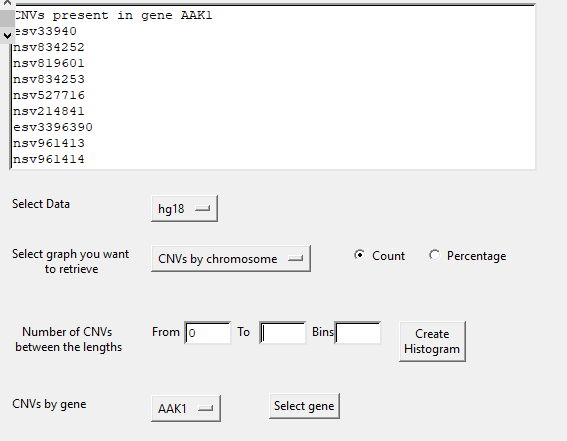 CNVs present in gene AAK1
esv33940
nsv834252
nsv819601
nsv834253
nsv527716
nsv214841
esv3396390
nsv961413
nsv961414
Select Data hg18
Select graph you want
to retrieve
CNVs by chromosome Count Percentage
Number of CNVs
between the lengths
From 0 To Bins
Create
Histogram
CNVs by gene AAK1 Select gene